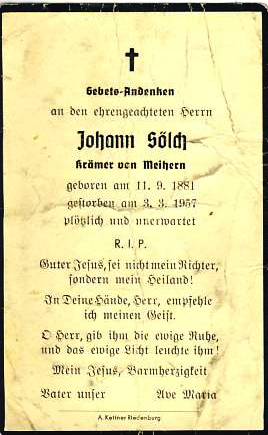 Gebets-Andenken
an den ehrengeachteten Herrn
Johann Sölch
Krämer von Meihern
geboren am 11. 9. 1881
gestorben am 3. 3. 1957
plötzlich und unerwartet
R. I. P.
Guter Jesus, sei nicht mein Richter,
sondern mein Heiland!
In Deine Hände, Herr, empfehle
ich meinen Geist.
O Herr, gib ihm die ewige Ruhe,
und das ewige Licht leuchte ihm!
Mein Jesus, Barmherzigkeit
Vater unser Ave Maria
A. Kettner Riedenburg